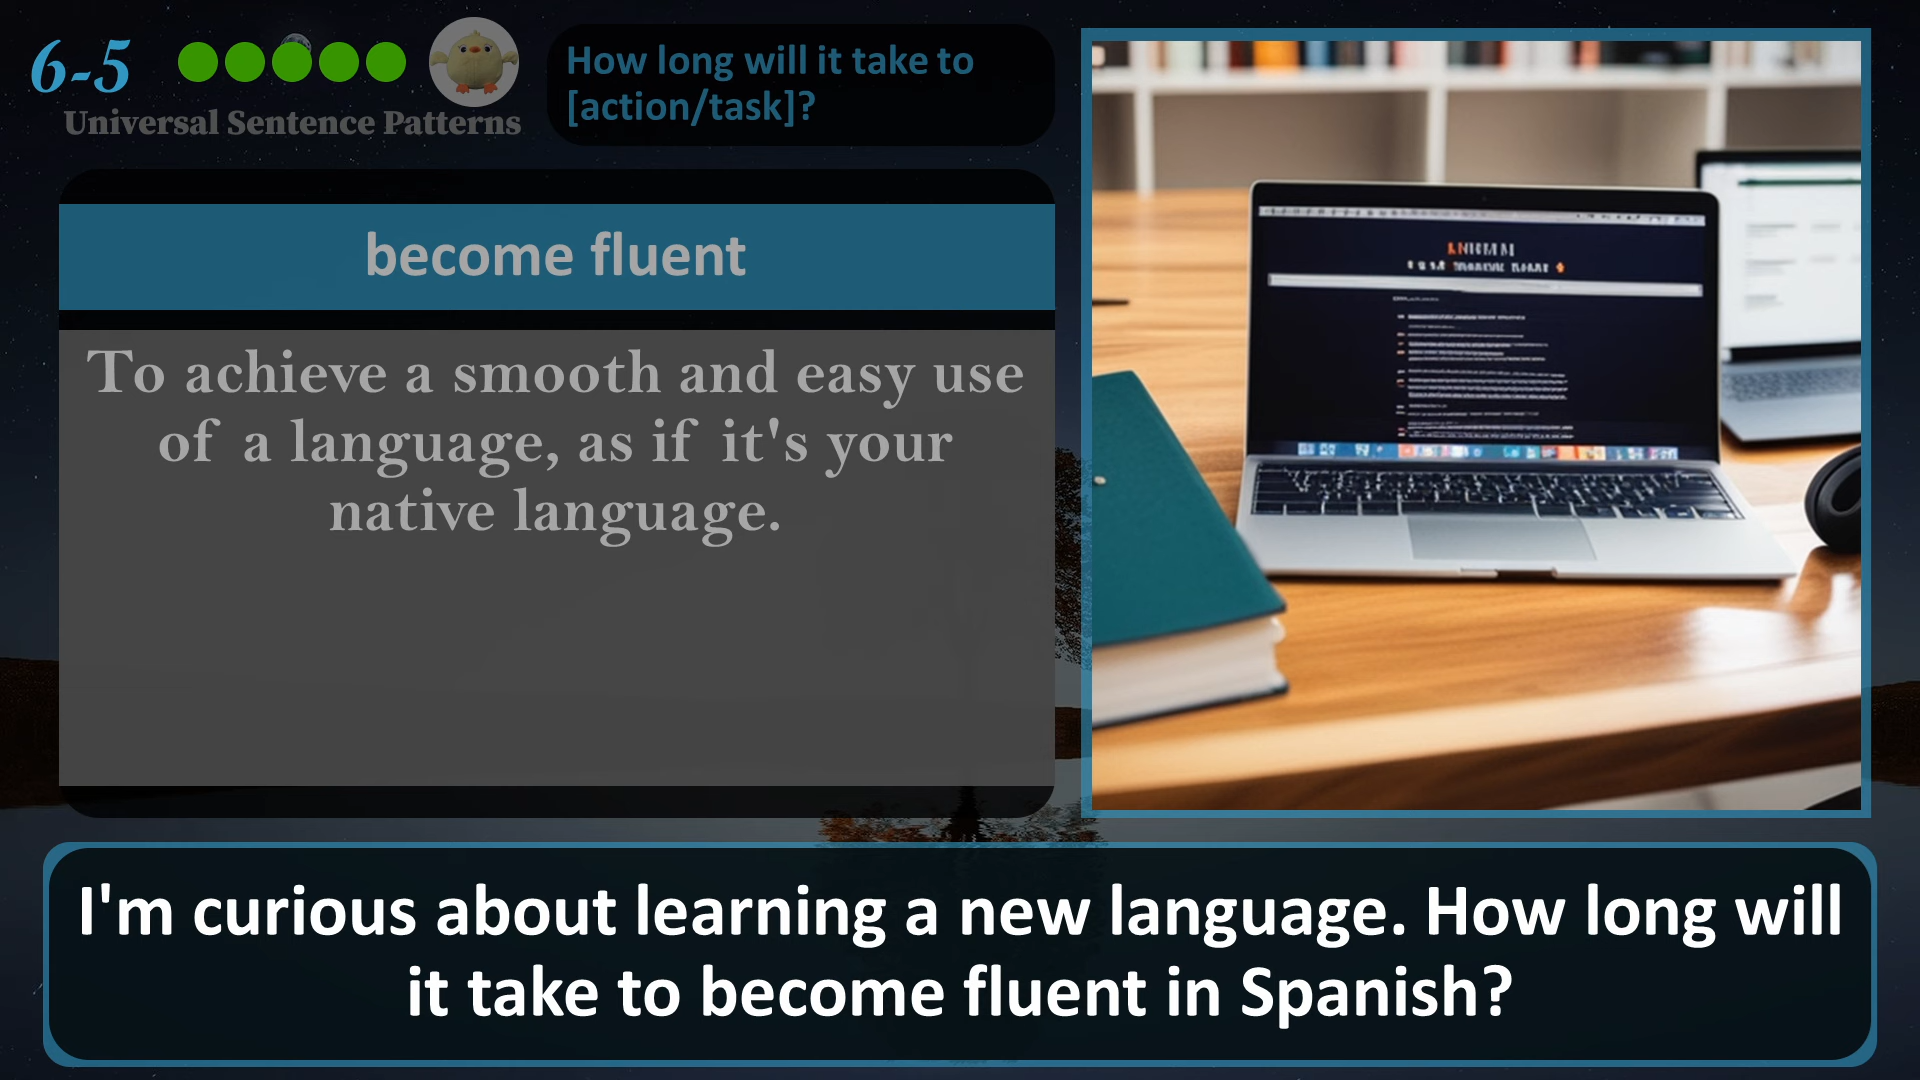 6-5
Universal Sentence Patterns
How long will it take to
[action/task]?
become fluent
To achieve a smooth and easy use
of a language, as if it's your
native language.
I'm curious about learning a new language. How long will
it take to become fluent in Spanish?